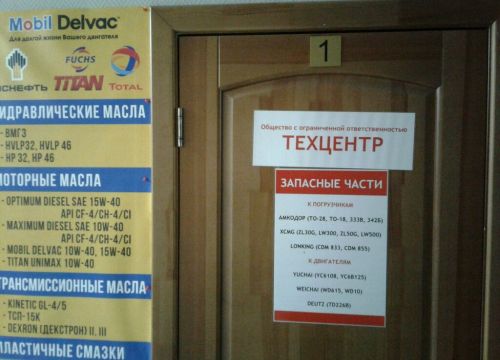 Mobil Delvac
Для долгой жизни Вашего двигателя
СНЕФТЬ
FUCHS
TITAN
TOTAL
ИДРАВЛИЧЕСКИЕ МАСЛА
- ВМГЗ
- HVLP32, HVLP 46
- HP 32, HP 46
МОТОРНЫЕ МАСЛА
- OPTIMUM DIESEL SAE 15W-40
API CF-4/CH-4/CI
- MAXIMUM DIESEL SAE 10W-40
API CF-4/CH-4/CI
- MOBIL DELVAC 10W-40, 15W-40
- TITAN UNIMAX 10W-40
ТРАНСМИССИОННЫЕ МАСЛА
- KINETIC GL-4/5
- ТСП-15К
- DEXRON (ДЕКСТРОН) II, III
ПЛАСТИЧНЫЕ СМАЗКИ
1
Общество с ограниченной ответственностью
ТЕХЦЕНТР
ЗАПАСНЫЕ ЧАСТИ
К ПОГРУЗЧИКАМ
АМКОДОР (ТО-28, ТО-18, 333В, 342Б)
XCMG (ZL30G, LW300, ZL50G, LW500)
LONKING (CDM 833, CDM 855)
К ДВИГАТЕЛЯМ
YUCHAI (YC6108, YC6B125)
WEICHAI (WD615, WD10)
DEUTZ (TD226B)